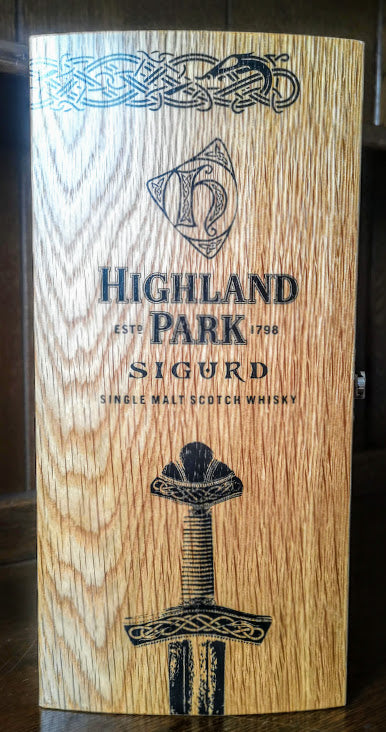 H
HIGHLAND
ESTD PARK 1798
SIGURD
SINGLE MALT SCOTCH WHISKY